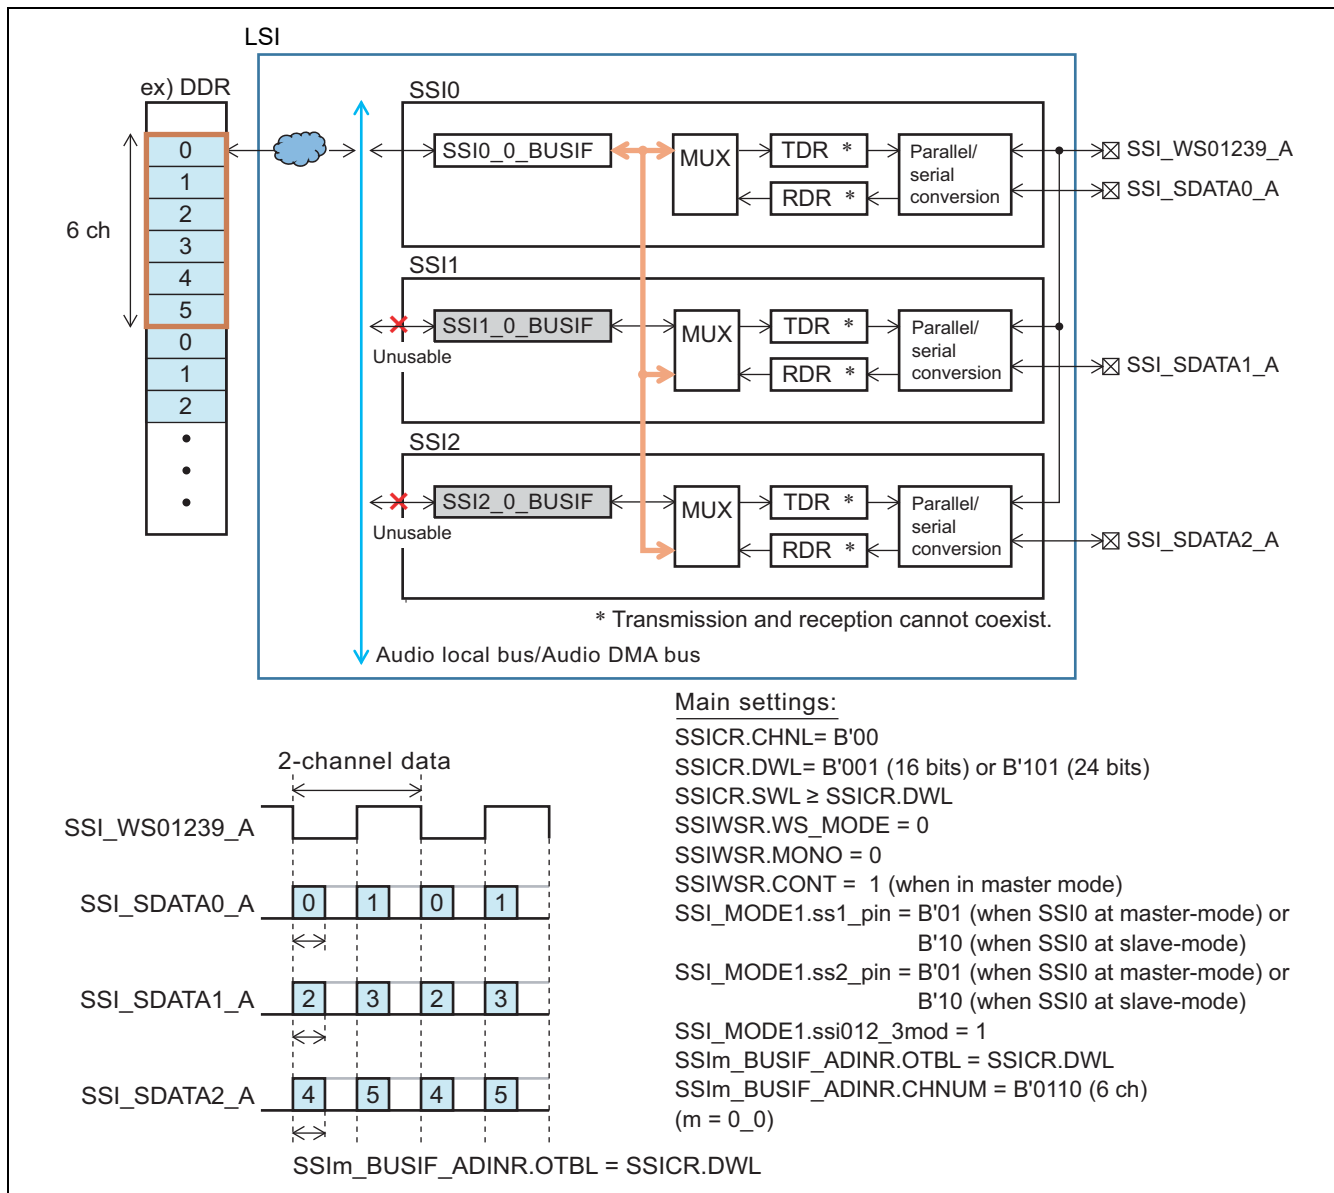 LSI
ex) DDR
0
1
2
3
4
5
0
1
2
6 ch
SSI0
SSI0_0_BUSIF
MUX
TDR *
RDR *
Parallel/
serial
conversion
SSI_WS01239_A
SSI_SDATA0_A
SSI1
SSI1_0_BUSIF
Unusable
MUX
TDR *
RDR *
Parallel/
serial
conversion
SSI_SDATA1_A
SSI2
SSI2_0_BUSIF
Unusable
MUX
TDR *
RDR *
Parallel/
serial
conversion
SSI_SDATA2_A
* Transmission and reception cannot coexist.
Audio local bus/Audio DMA bus
2-channel data
SSI_WS01239_A
SSI_SDATA0_A 0 1 0 1
SSI_SDATA1_A 2 3 2 3
SSI_SDATA2_A 4 5 4 5
SSIm_BUSIF_ADINR.OTBL = SSICR.DWL
Main settings:
SSICR.CHNL= B'00
SSICR.DWL= B'001 (16 bits) or B'101 (24 bits)
SSICR.SWL ≥ SSICR.DWL
SSIWSR.WS_MODE = 0
SSIWSR.MONO = 0
SSIWSR.CONT = 1 (when in master mode)
SSI_MODE1.ss1_pin = B'01 (when SSI0 at master-mode) or
B'10 (when SSI0 at slave-mode)
SSI_MODE1.ss2_pin = B'01 (when SSI0 at master-mode) or
B'10 (when SSI0 at slave-mode)
SSI_MODE1.ssi012_3mod = 1
SSIm_BUSIF_ADINR.OTBL = SSICR.DWL
SSIm_BUSIF_ADINR.CHNUM = B'0110 (6 ch)
(m = 0_0)